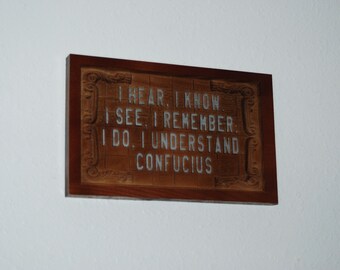 I HEAR, I KNOW.
I SEE, I REMEMBER.
I DO, I UNDERSTAND
CONFUCIUS